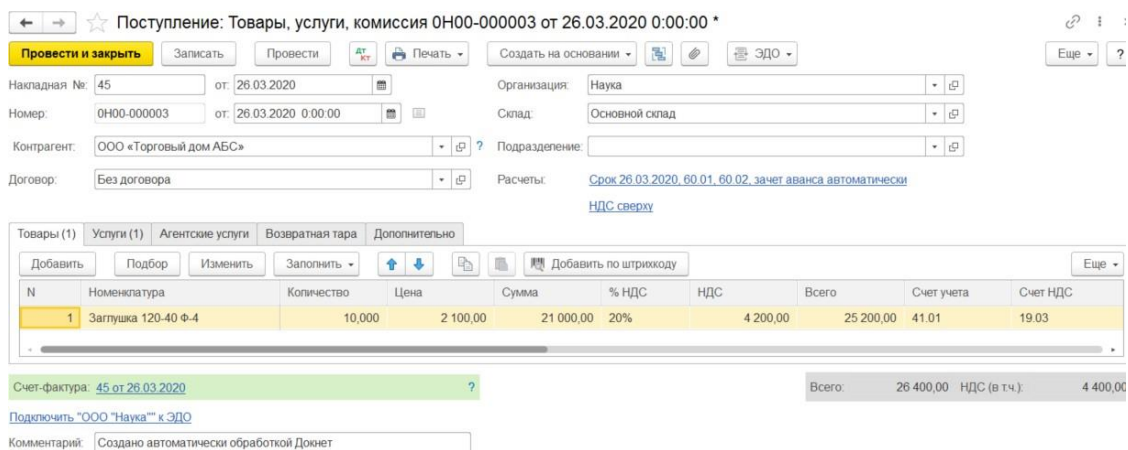 Поступление: Товары, услуги, комиссия 0Н00-000003 от 26.03.2020 0:00:00 *
Провести и закрыть Записать Провести Дт Кт Печать Создать на основании ЭДО Еще ?
Накладная №: 45 от: 26.03.2020 Организация: Наука
Номер: 0Н00-000003 от: 26.03.2020 0:00:00 Склад: Основной склад
Контрагент: ООО «Торговый дом АБС» ? Подразделение:
Договор: Без договора Расчеты: Срок 26.03.2020, 60.01, 60.02, зачет аванса автоматически
НДС сверху
Товары (1) Услуги (1) Агентские услуги Возвратная тара Дополнительно
Добавить Подбор Изменить Заполнить Добавить по штрихкоду Еще
N Номенклатура Количество Цена Сумма % НДС НДС Всего Счет учета Счет НДС
1 Заглушка 120-40 Ф-4 10,000 2 100,00 21 000,00 20% 4 200,00 25 200,00 41.01 19.03
Счет-фактура: 45 от 26.03.2020 ? Всего: 26 400,00 НДС (в т.ч.): 4 400,00
Подключить "ООО "Наука"" к ЭДО
Комментарий: Создано автоматически обработкой Докнет